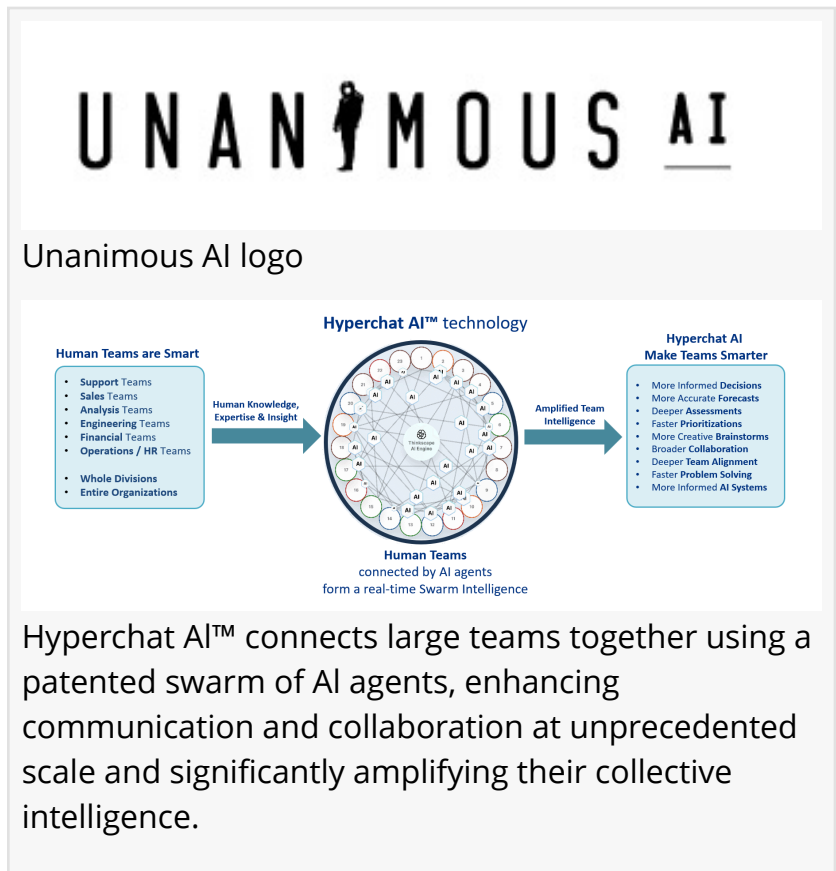 UNANIMOUS AI
Unanimous AI logo
Hyperchat AI™ technology
Human Teams are Smart
• Support Teams
• Sales Teams
• Analysis Teams
• Engineering Teams
• Financial Teams
• Operations / HR Teams
• Whole Divisions
• Entire Organizations
Human Knowledge,
Expertise & Insight
Thinkscape
AI Engine
AI
Human Teams
connected by AI agents
form a real-time Swarm Intelligence
Amplified Team
Intelligence
Hyperchat AI
Make Teams Smarter
• More Informed Decisions
• More Accurate Forecasts
• Deeper Assessments
• Faster Prioritizations
• More Creative Brainstorms
• Broader Collaboration
• Deeper Team Alignment
• Faster Problem Solving
• More Informed AI Systems
Hyperchat AI™ connects large teams together using a
patented swarm of AI agents, enhancing
communication and collaboration at unprecedented
scale and significantly amplifying their collective
intelligence.